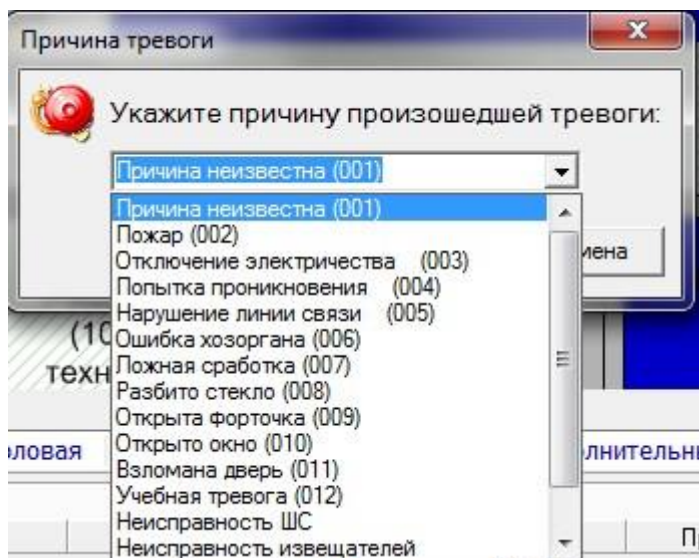 Причина тревоги
Укажите причину произошедшей тревоги:
Причина неизвестна (001)
Причина неизвестна (001)
Пожар (002)
Отключение электричества (003)
Попытка проникновения (004)
Нарушение линии связи (005)
Ошибка хозоргана (006)
Ложная сработка (007)
Разбито стекло (008)
Открыта форточка (009)
Открыто окно (010)
Взломана дверь (011)
Учебная тревога (012)
Неисправность ШС
Неисправность извещателей